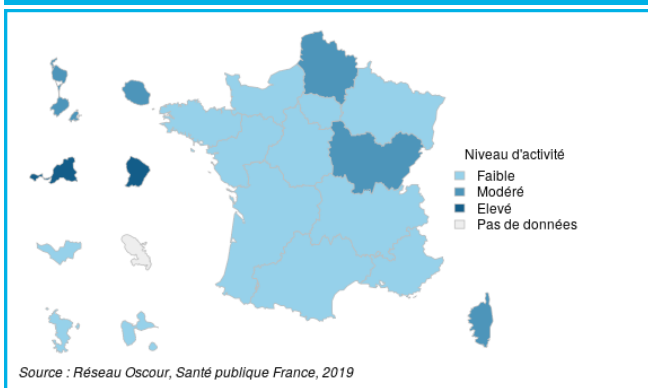 Niveau d'activité
Faible
Modéré
Elevé
Pas de données
Source : Réseau Oscour, Santé publique France, 2019